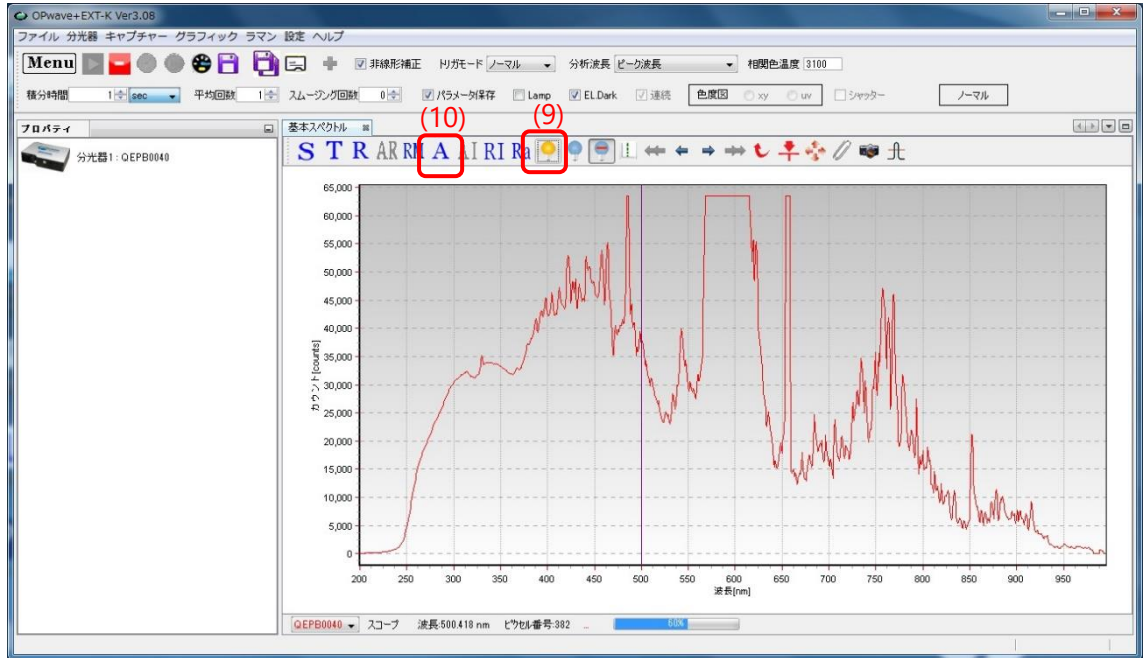 OPwave+EXT-K Ver3.08
ファイル 分光器 キャプチャー グラフィック ラマン 設定 ヘルプ
Menu 非線形補正 トリガモード ノーマル 分析波長 ピーク波長 相関色温度 3100
積分時間 1 sec 平均回数 1 スムージング回数 0 パラメータ保存 Lamp EL.Dark 連続 色度図 xy uv シャッター ノーマル
プロパティ
分光器1:QEPB0040
基本スペクトル
(10) (9)
S T R AR RM A AI RI Ra
65,000
60,000
55,000
50,000
45,000
40,000
35,000
30,000
25,000
20,000
15,000
10,000
5,000
0
カウント[counts]
200 250 300 350 400 450 500 550 600 650 700 750 800 850 900 950
波長[nm]
QEPB0040 スコープ 波長:500.418 nm ピクセル番号:382 ... 60%